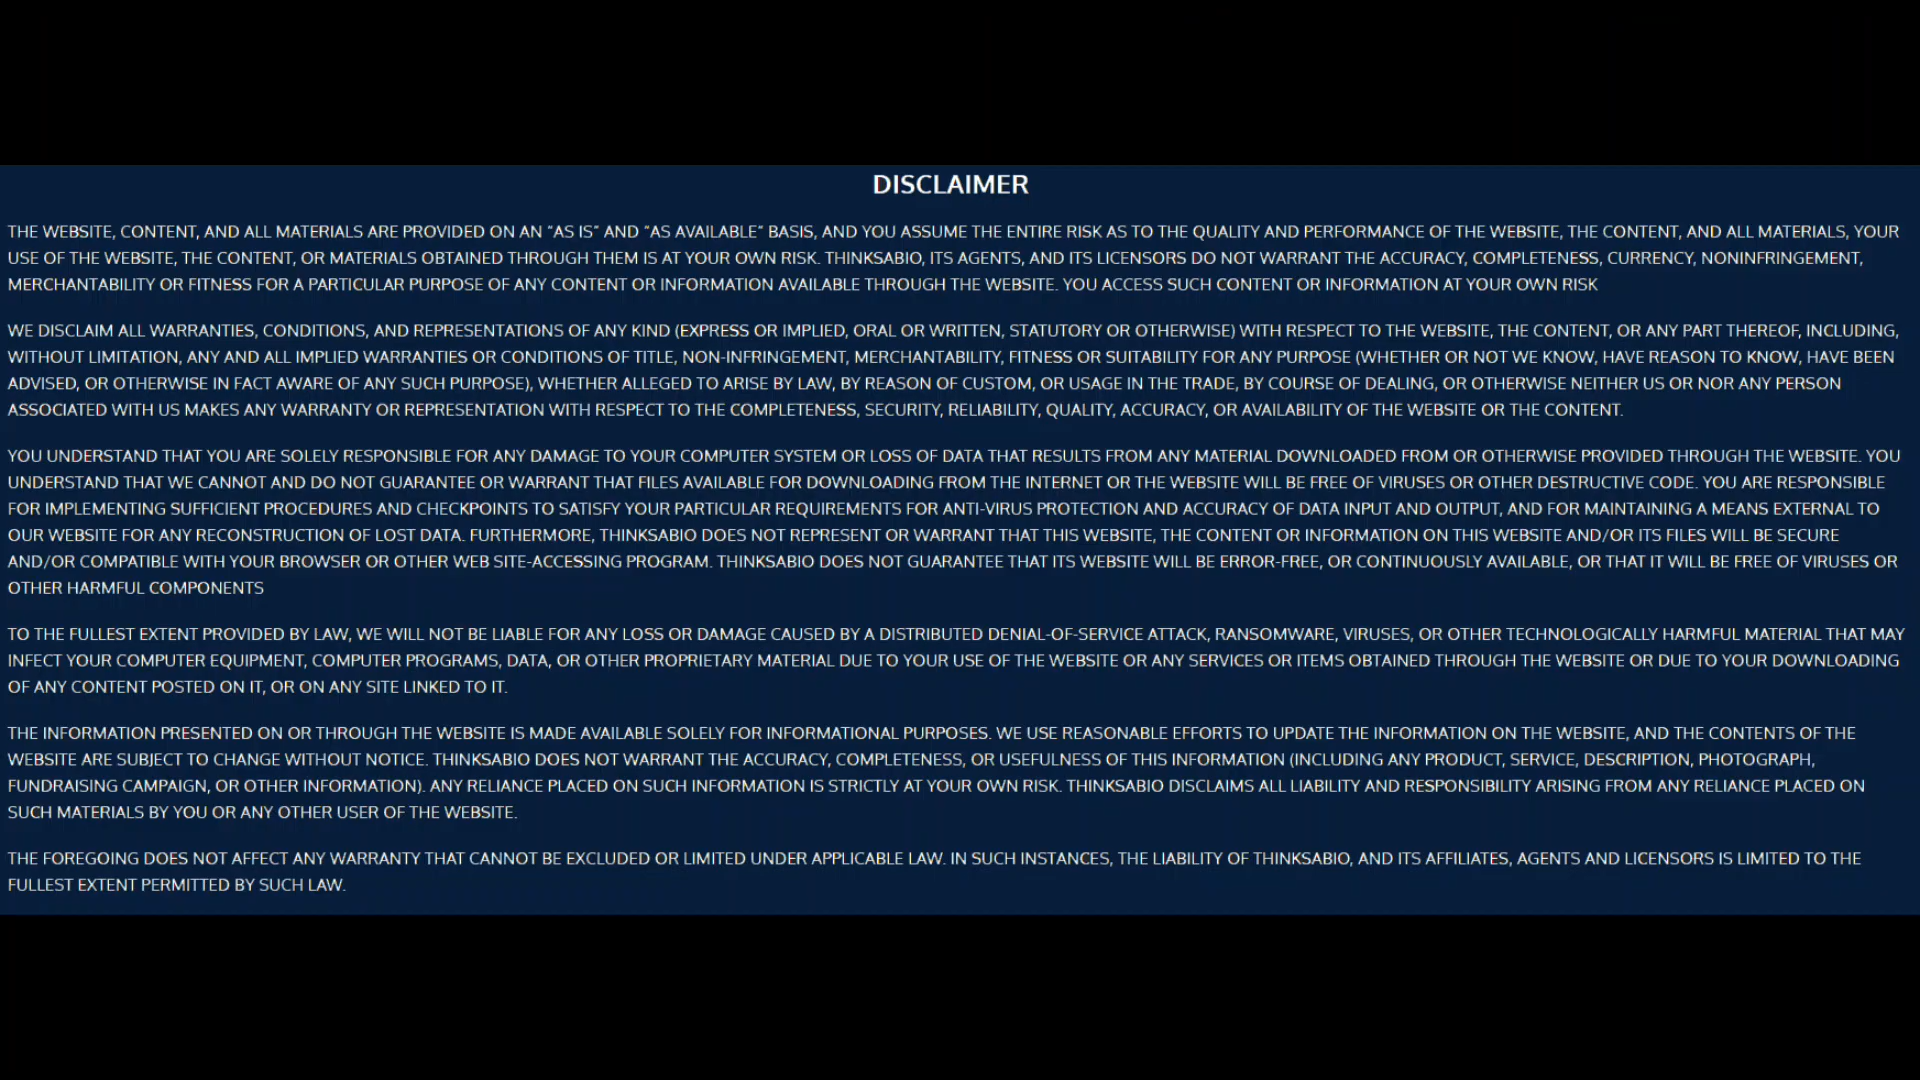 DISCLAIMER
THE WEBSITE, CONTENT, AND ALL MATERIALS ARE PROVIDED ON AN “AS IS” AND “AS AVAILABLE” BASIS, AND YOU ASSUME THE ENTIRE RISK AS TO THE QUALITY AND PERFORMANCE OF THE WEBSITE, THE CONTENT, AND ALL MATERIALS, YOUR
USE OF THE WEBSITE, THE CONTENT, OR MATERIALS OBTAINED THROUGH THEM IS AT YOUR OWN RISK. THINKSABIO, ITS AGENTS, AND ITS LICENSORS DO NOT WARRANT THE ACCURACY, COMPLETENESS, CURRENCY, NONINFRINGEMENT,
MERCHANTABILITY OR FITNESS FOR A PARTICULAR PURPOSE OF ANY CONTENT OR INFORMATION AVAILABLE THROUGH THE WEBSITE. YOU ACCESS SUCH CONTENT OR INFORMATION AT YOUR OWN RISK
WE DISCLAIM ALL WARRANTIES, CONDITIONS, AND REPRESENTATIONS OF ANY KIND (EXPRESS OR IMPLIED, ORAL OR WRITTEN, STATUTORY OR OTHERWISE) WITH RESPECT TO THE WEBSITE, THE CONTENT, OR ANY PART THEREOF, INCLUDING,
WITHOUT LIMITATION, ANY AND ALL IMPLIED WARRANTIES OR CONDITIONS OF TITLE, NON-INFRINGEMENT, MERCHANTABILITY, FITNESS OR SUITABILITY FOR ANY PURPOSE (WHETHER OR NOT WE KNOW, HAVE REASON TO KNOW, HAVE BEEN
ADVISED, OR OTHERWISE IN FACT AWARE OF ANY SUCH PURPOSE), WHETHER ALLEGED TO ARISE BY LAW, BY REASON OF CUSTOM, OR USAGE IN THE TRADE, BY COURSE OF DEALING, OR OTHERWISE NEITHER US OR NOR ANY PERSON
ASSOCIATED WITH US MAKES ANY WARRANTY OR REPRESENTATION WITH RESPECT TO THE COMPLETENESS, SECURITY, RELIABILITY, QUALITY, ACCURACY, OR AVAILABILITY OF THE WEBSITE OR THE CONTENT.
YOU UNDERSTAND THAT YOU ARE SOLELY RESPONSIBLE FOR ANY DAMAGE TO YOUR COMPUTER SYSTEM OR LOSS OF DATA THAT RESULTS FROM ANY MATERIAL DOWNLOADED FROM OR OTHERWISE PROVIDED THROUGH THE WEBSITE. YOU
UNDERSTAND THAT WE CANNOT AND DO NOT GUARANTEE OR WARRANT THAT FILES AVAILABLE FOR DOWNLOADING FROM THE INTERNET OR THE WEBSITE WILL BE FREE OF VIRUSES OR OTHER DESTRUCTIVE CODE. YOU ARE RESPONSIBLE
FOR IMPLEMENTING SUFFICIENT PROCEDURES AND CHECKPOINTS TO SATISFY YOUR PARTICULAR REQUIREMENTS FOR ANTI-VIRUS PROTECTION AND ACCURACY OF DATA INPUT AND OUTPUT, AND FOR MAINTAINING A MEANS EXTERNAL TO
OUR WEBSITE FOR ANY RECONSTRUCTION OF LOST DATA. FURTHERMORE, THINKSABIO DOES NOT REPRESENT OR WARRANT THAT THIS WEBSITE, THE CONTENT OR INFORMATION ON THIS WEBSITE AND/OR ITS FILES WILL BE SECURE
AND/OR COMPATIBLE WITH YOUR BROWSER OR OTHER WEB SITE-ACCESSING PROGRAM. THINKSABIO DOES NOT GUARANTEE THAT ITS WEBSITE WILL BE ERROR-FREE, OR CONTINUOUSLY AVAILABLE, OR THAT IT WILL BE FREE OF VIRUSES OR
OTHER HARMFUL COMPONENTS
TO THE FULLEST EXTENT PROVIDED BY LAW, WE WILL NOT BE LIABLE FOR ANY LOSS OR DAMAGE CAUSED BY A DISTRIBUTED DENIAL-OF-SERVICE ATTACK, RANSOMWARE, VIRUSES, OR OTHER TECHNOLOGICALLY HARMFUL MATERIAL THAT MAY
INFECT YOUR COMPUTER EQUIPMENT, COMPUTER PROGRAMS, DATA, OR OTHER PROPRIETARY MATERIAL DUE TO YOUR USE OF THE WEBSITE OR ANY SERVICES OR ITEMS OBTAINED THROUGH THE WEBSITE OR DUE TO YOUR DOWNLOADING
OF ANY CONTENT POSTED ON IT, OR ON ANY SITE LINKED TO IT.
THE INFORMATION PRESENTED ON OR THROUGH THE WEBSITE IS MADE AVAILABLE SOLELY FOR INFORMATIONAL PURPOSES. WE USE REASONABLE EFFORTS TO UPDATE THE INFORMATION ON THE WEBSITE, AND THE CONTENTS OF THE
WEBSITE ARE SUBJECT TO CHANGE WITHOUT NOTICE. THINKSABIO DOES NOT WARRANT THE ACCURACY, COMPLETENESS, OR USEFULNESS OF THIS INFORMATION (INCLUDING ANY PRODUCT, SERVICE, DESCRIPTION, PHOTOGRAPH,
FUNDRAISING CAMPAIGN, OR OTHER INFORMATION). ANY RELIANCE PLACED ON SUCH INFORMATION IS STRICTLY AT YOUR OWN RISK. THINKSABIO DISCLAIMS ALL LIABILITY AND RESPONSIBILITY ARISING FROM ANY RELIANCE PLACED ON
SUCH MATERIALS BY YOU OR ANY OTHER USER OF THE WEBSITE.
THE FOREGOING DOES NOT AFFECT ANY WARRANTY THAT CANNOT BE EXCLUDED OR LIMITED UNDER APPLICABLE LAW. IN SUCH INSTANCES, THE LIABILITY OF THINKSABIO, AND ITS AFFILIATES, AGENTS AND LICENSORS IS LIMITED TO THE
FULLEST EXTENT PERMITTED BY SUCH LAW.